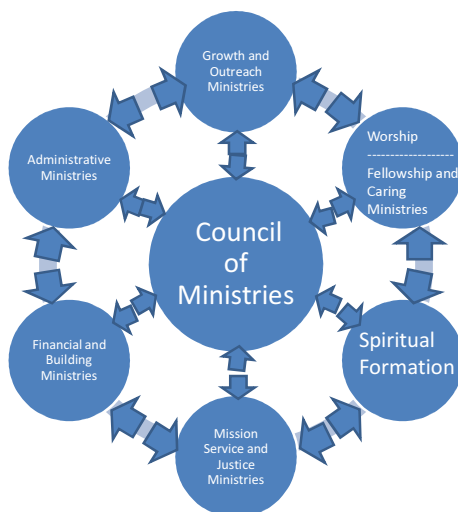 Growth and
Outreach
Ministries
Administrative
Ministries
Worship
-------------------
Fellowship and
Caring
Ministries
Council
of
Ministries
Financial and
Building
Ministries
Spiritual
Formation
Mission
Service and
Justice
Ministries